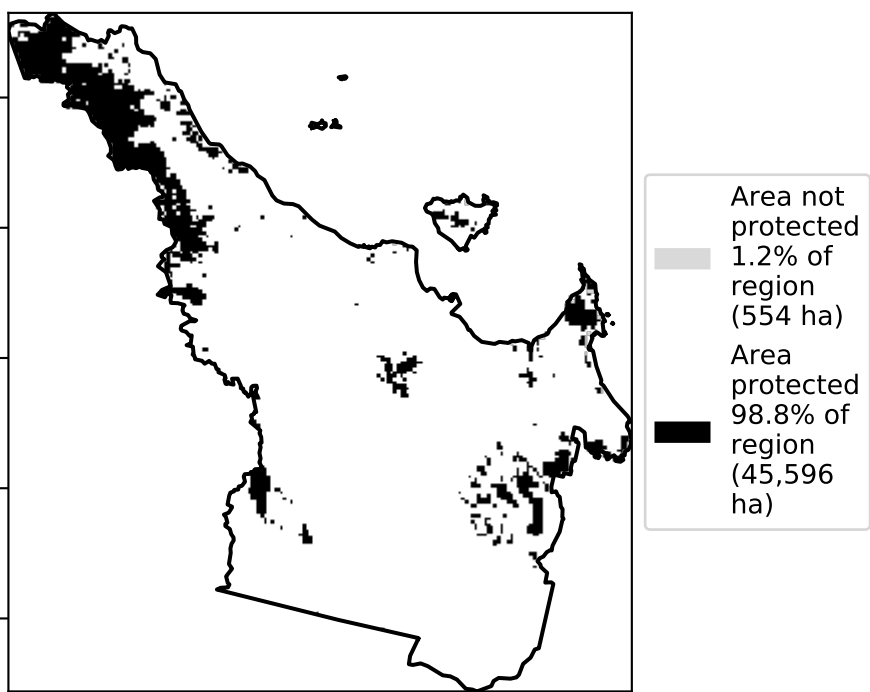 Area not
protected
1.2% of
region
(554 ha)
Area
protected
98.8% of
region
(45,596
ha)